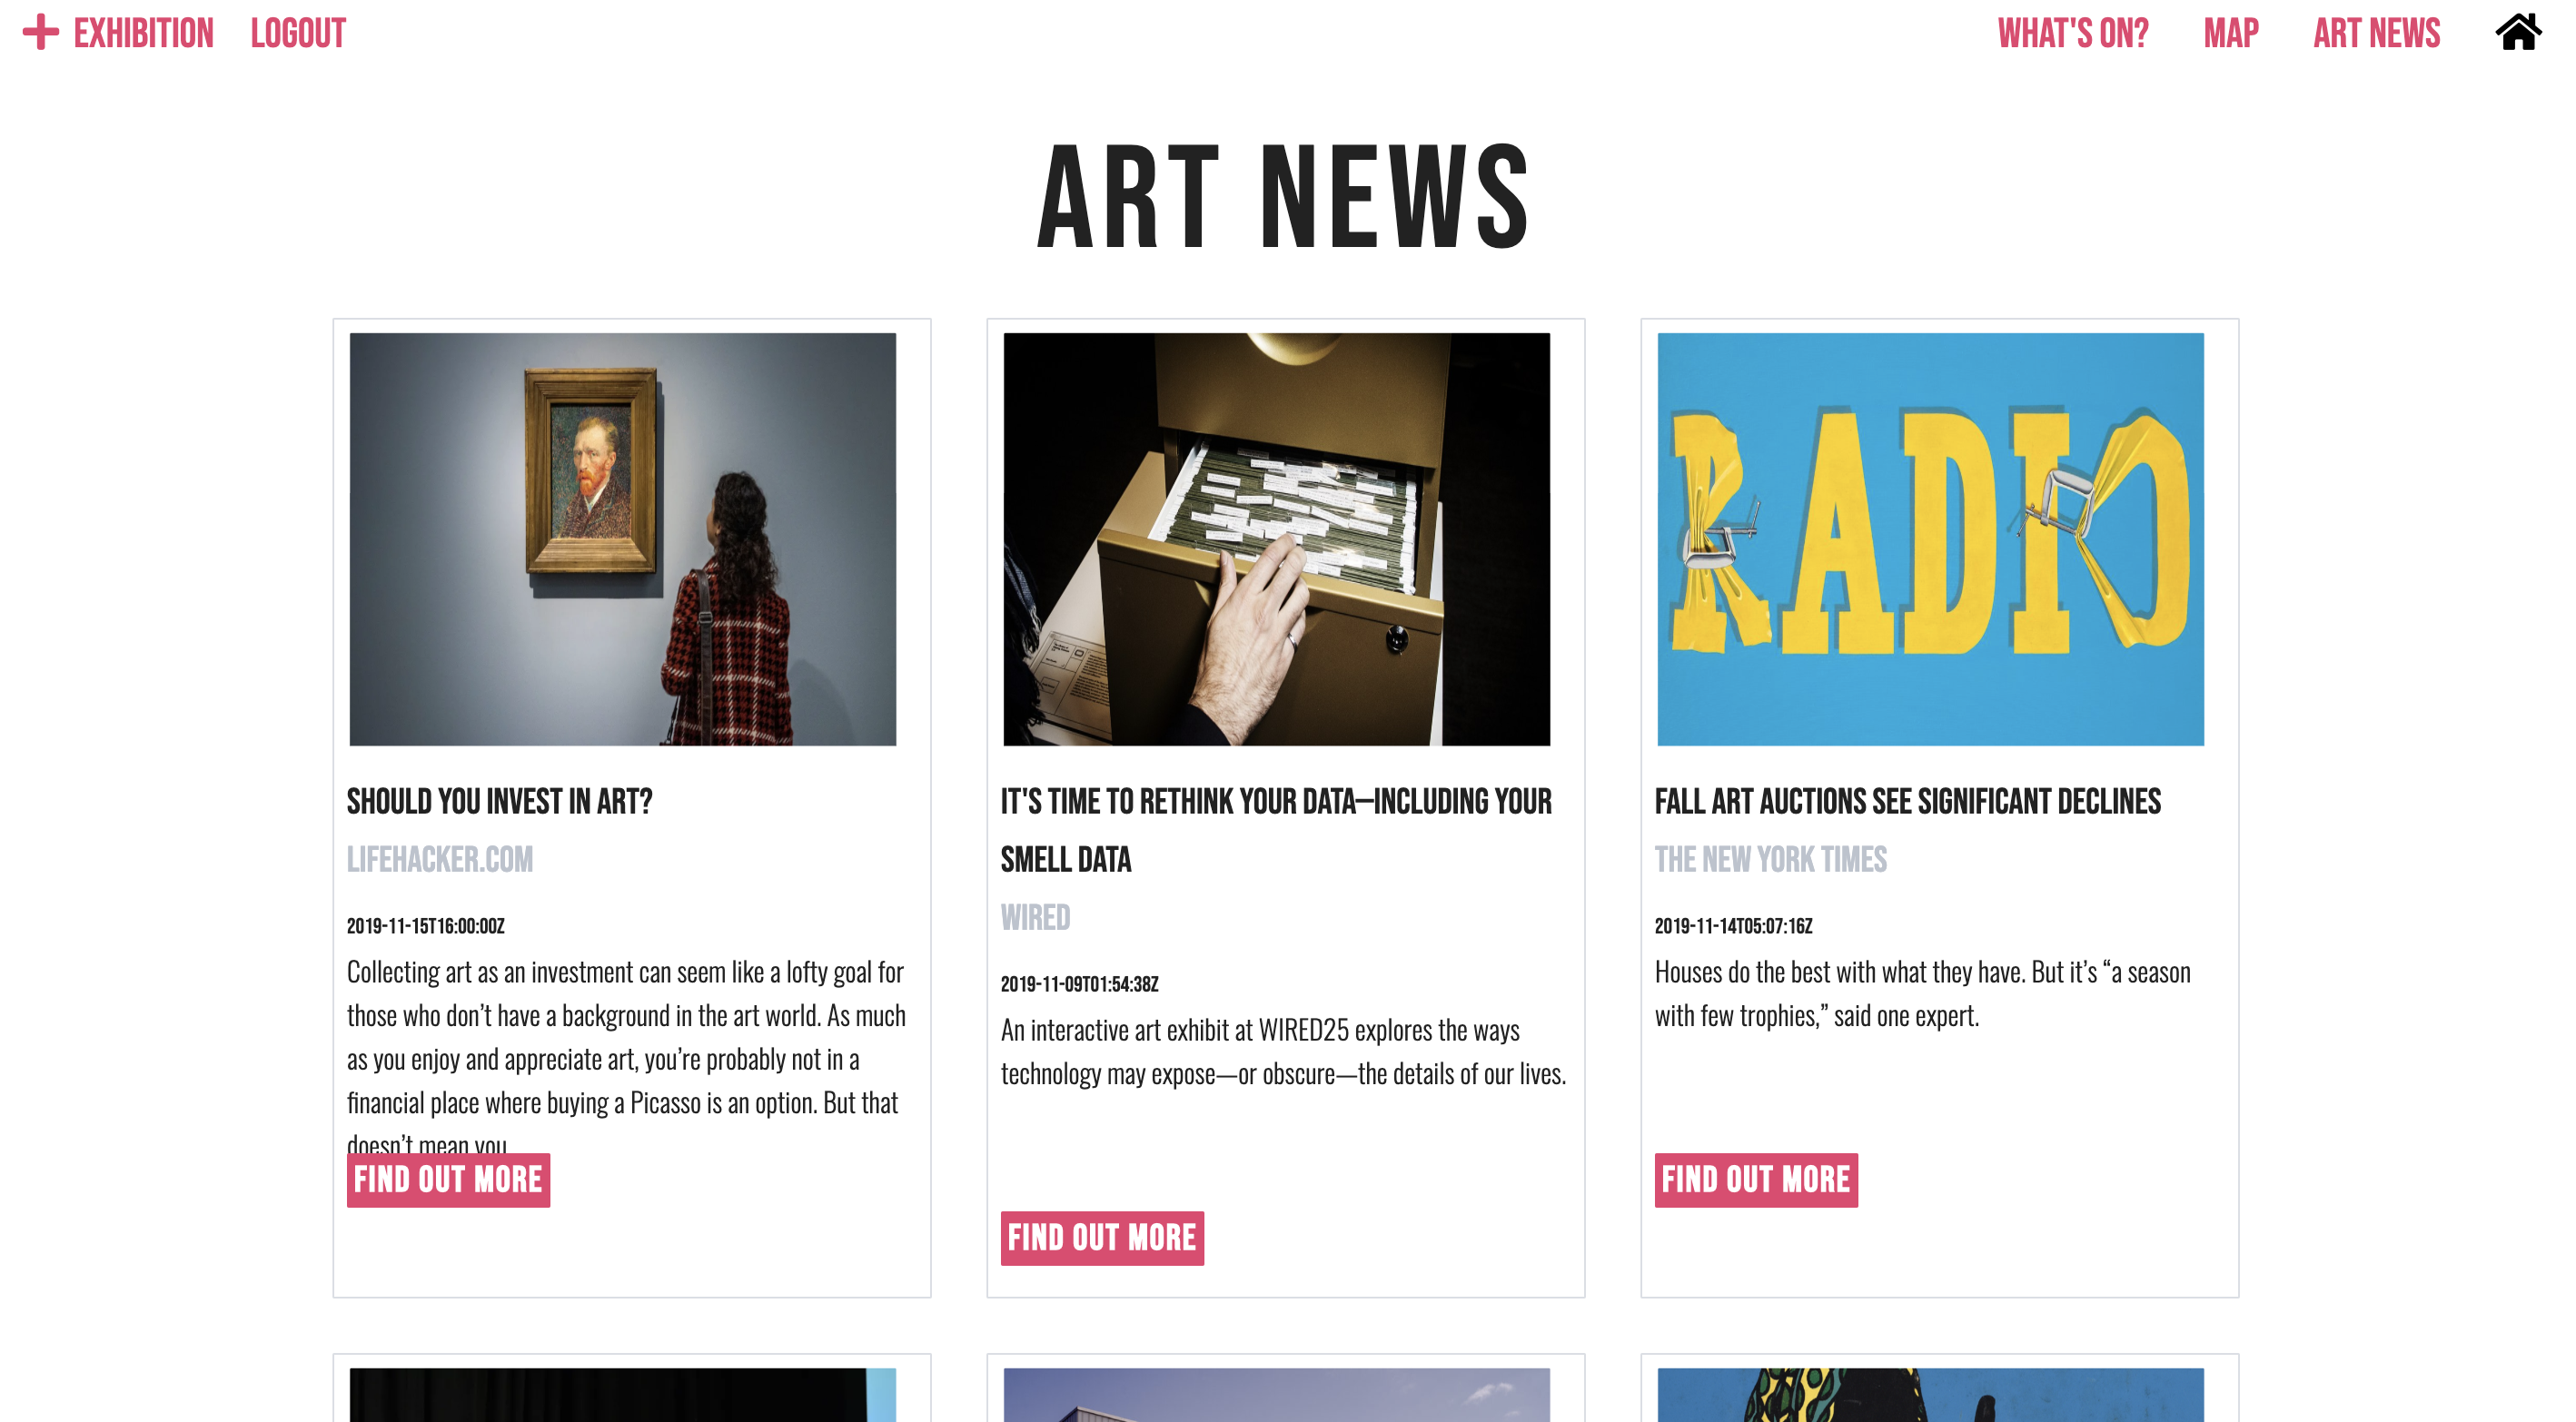 EXHIBITION LOGOUT WHAT'S ON? MAP ART NEWS
ART NEWS
RADIO
SHOULD YOU INVEST IN ART?
LIFEHACKER.COM
2019-11-15T16:00:00Z
Collecting art as an investment can seem like a lofty goal for
those who don’t have a background in the art world. As much
as you enjoy and appreciate art, you’re probably not in a
financial place where buying a Picasso is an option. But that
doesn’t mean you
FIND OUT MORE
IT'S TIME TO RETHINK YOUR DATA—INCLUDING YOUR
SMELL DATA
WIRED
2019-11-09T01:54:38Z
An interactive art exhibit at WIRED25 explores the ways
technology may expose—or obscure—the details of our lives.
FIND OUT MORE
FALL ART AUCTIONS SEE SIGNIFICANT DECLINES
THE NEW YORK TIMES
2019-11-14T05:07:16Z
Houses do the best with what they have. But it’s “a season
with few trophies,” said one expert.
FIND OUT MORE